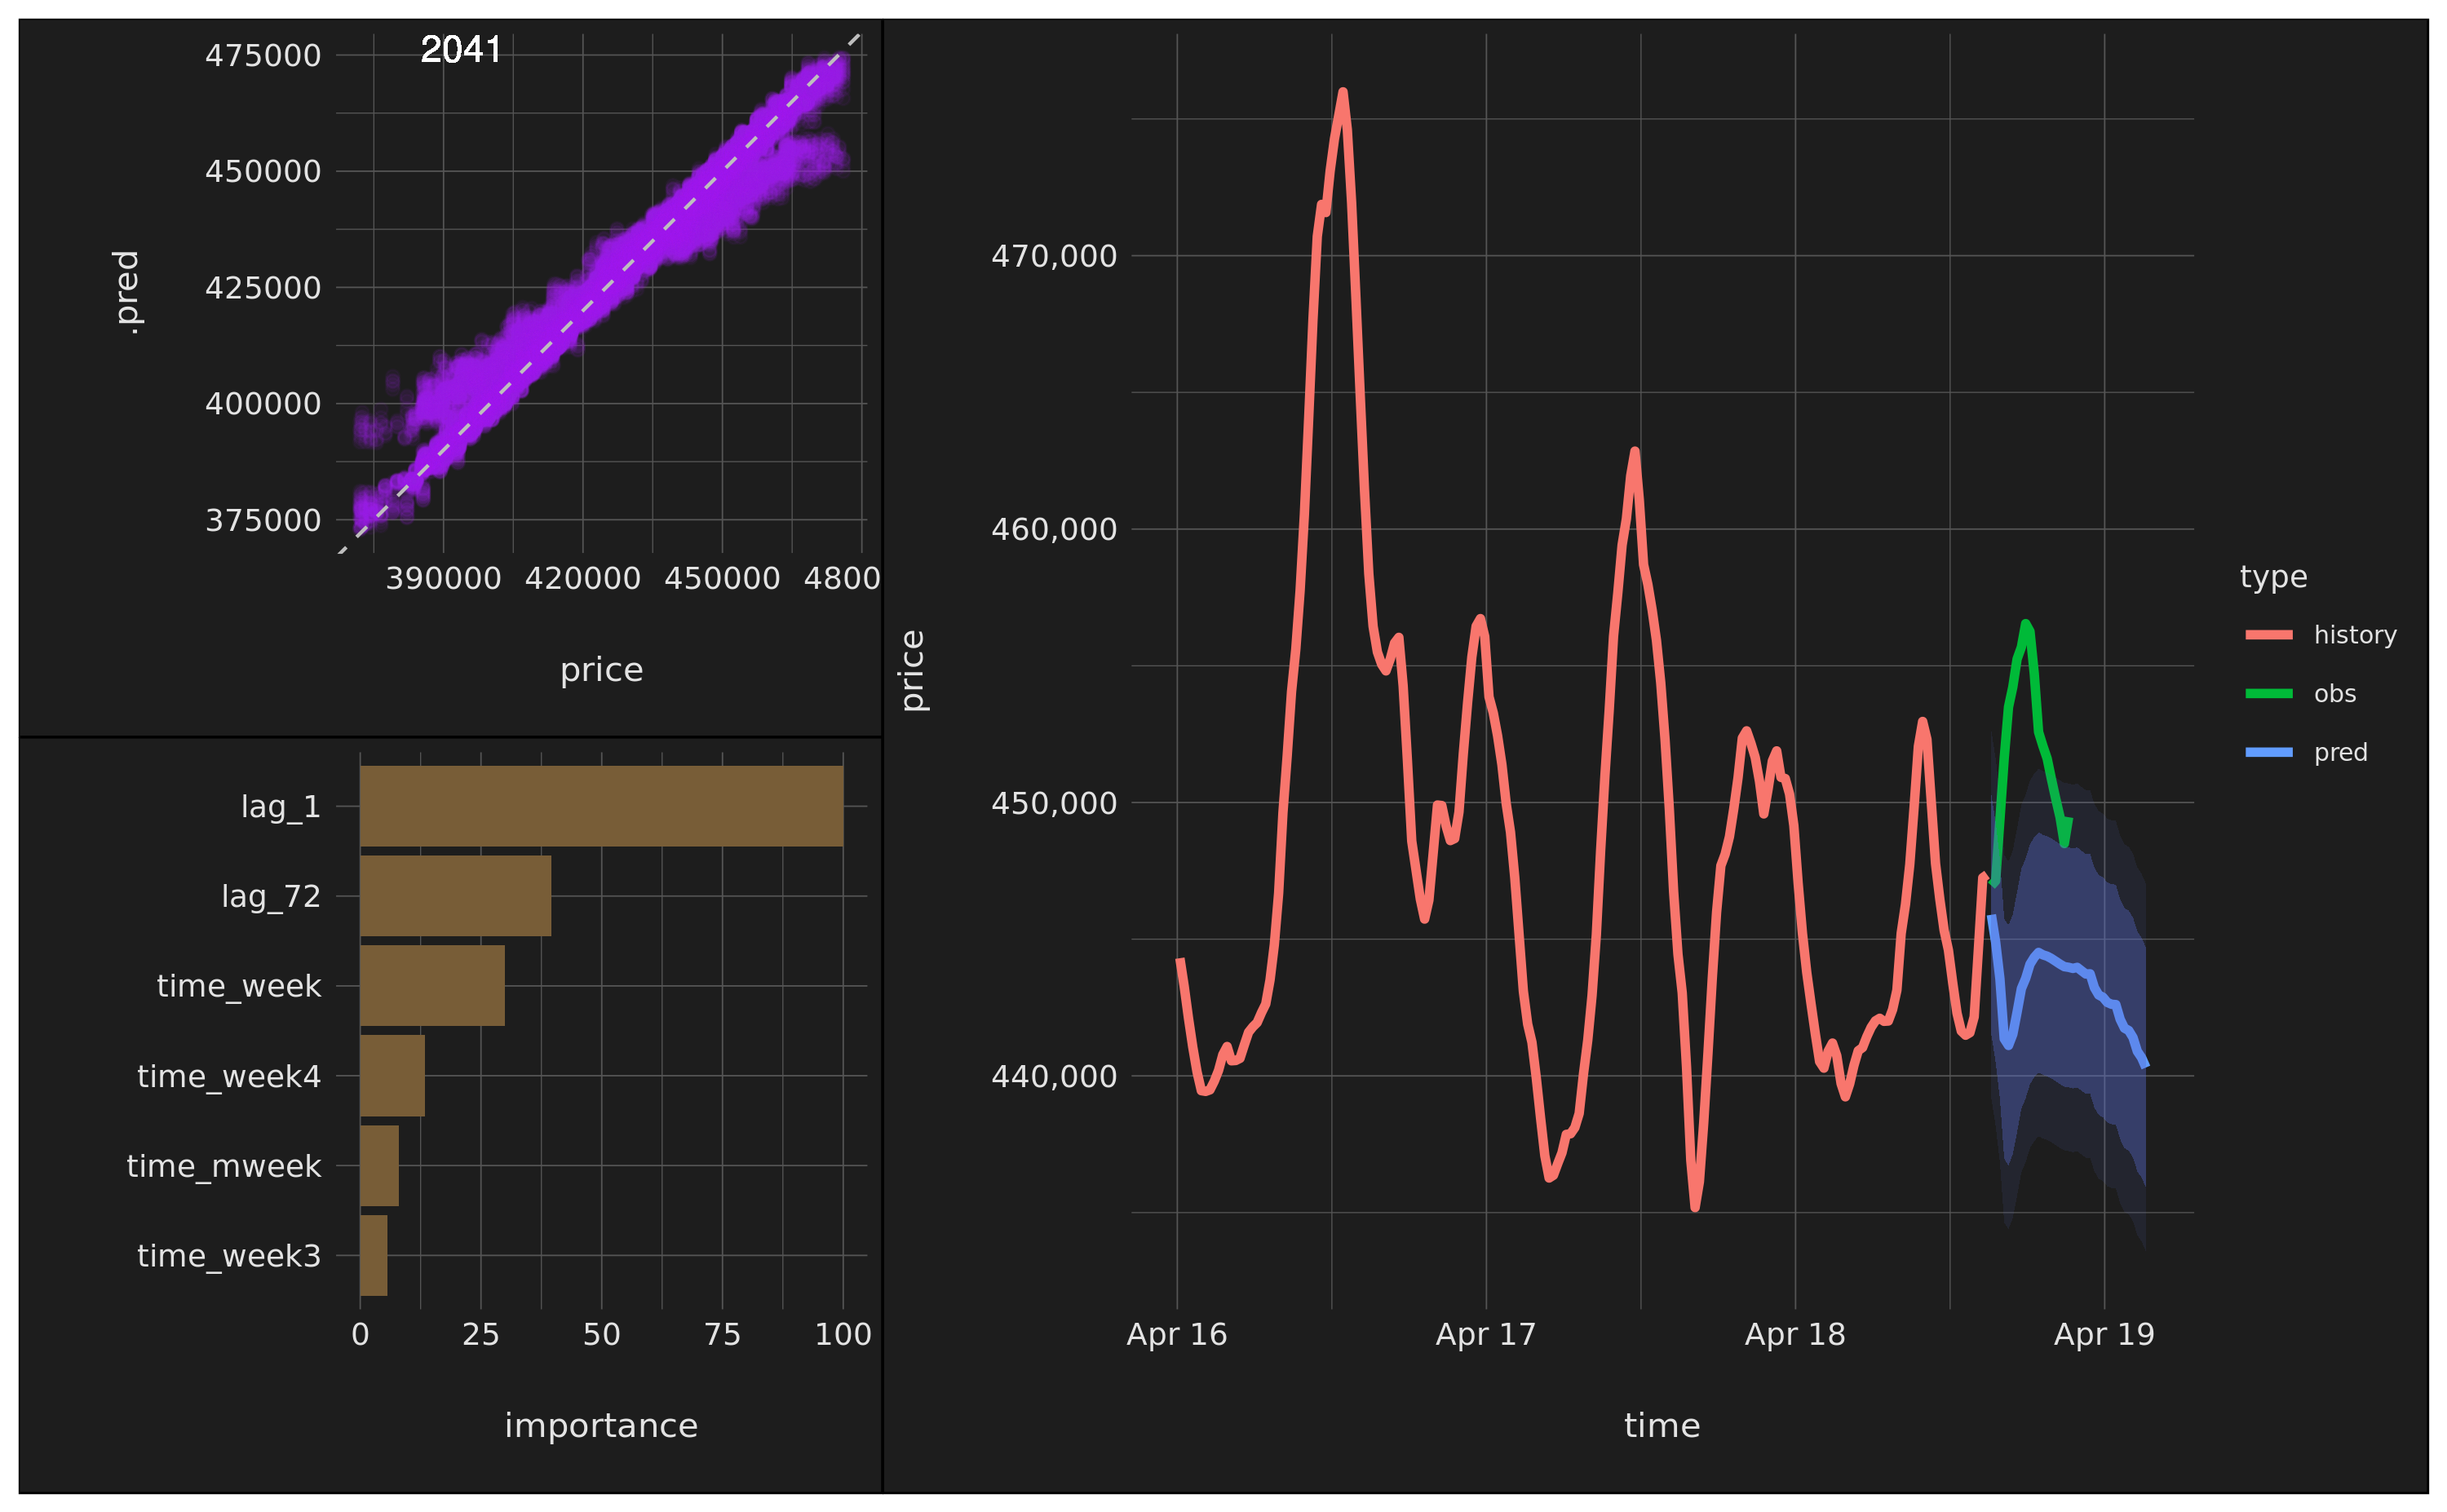 2041
475000
450000
425000
400000
375000
.pred
390000 420000 450000 4800
price
lag_1
lag_72
time_week
time_week4
time_mweek
time_week3
0 25 50 75 100
importance
470,000
460,000
450,000
440,000
price
Apr 16 Apr 17 Apr 18 Apr 19
time
type
history
obs
pred